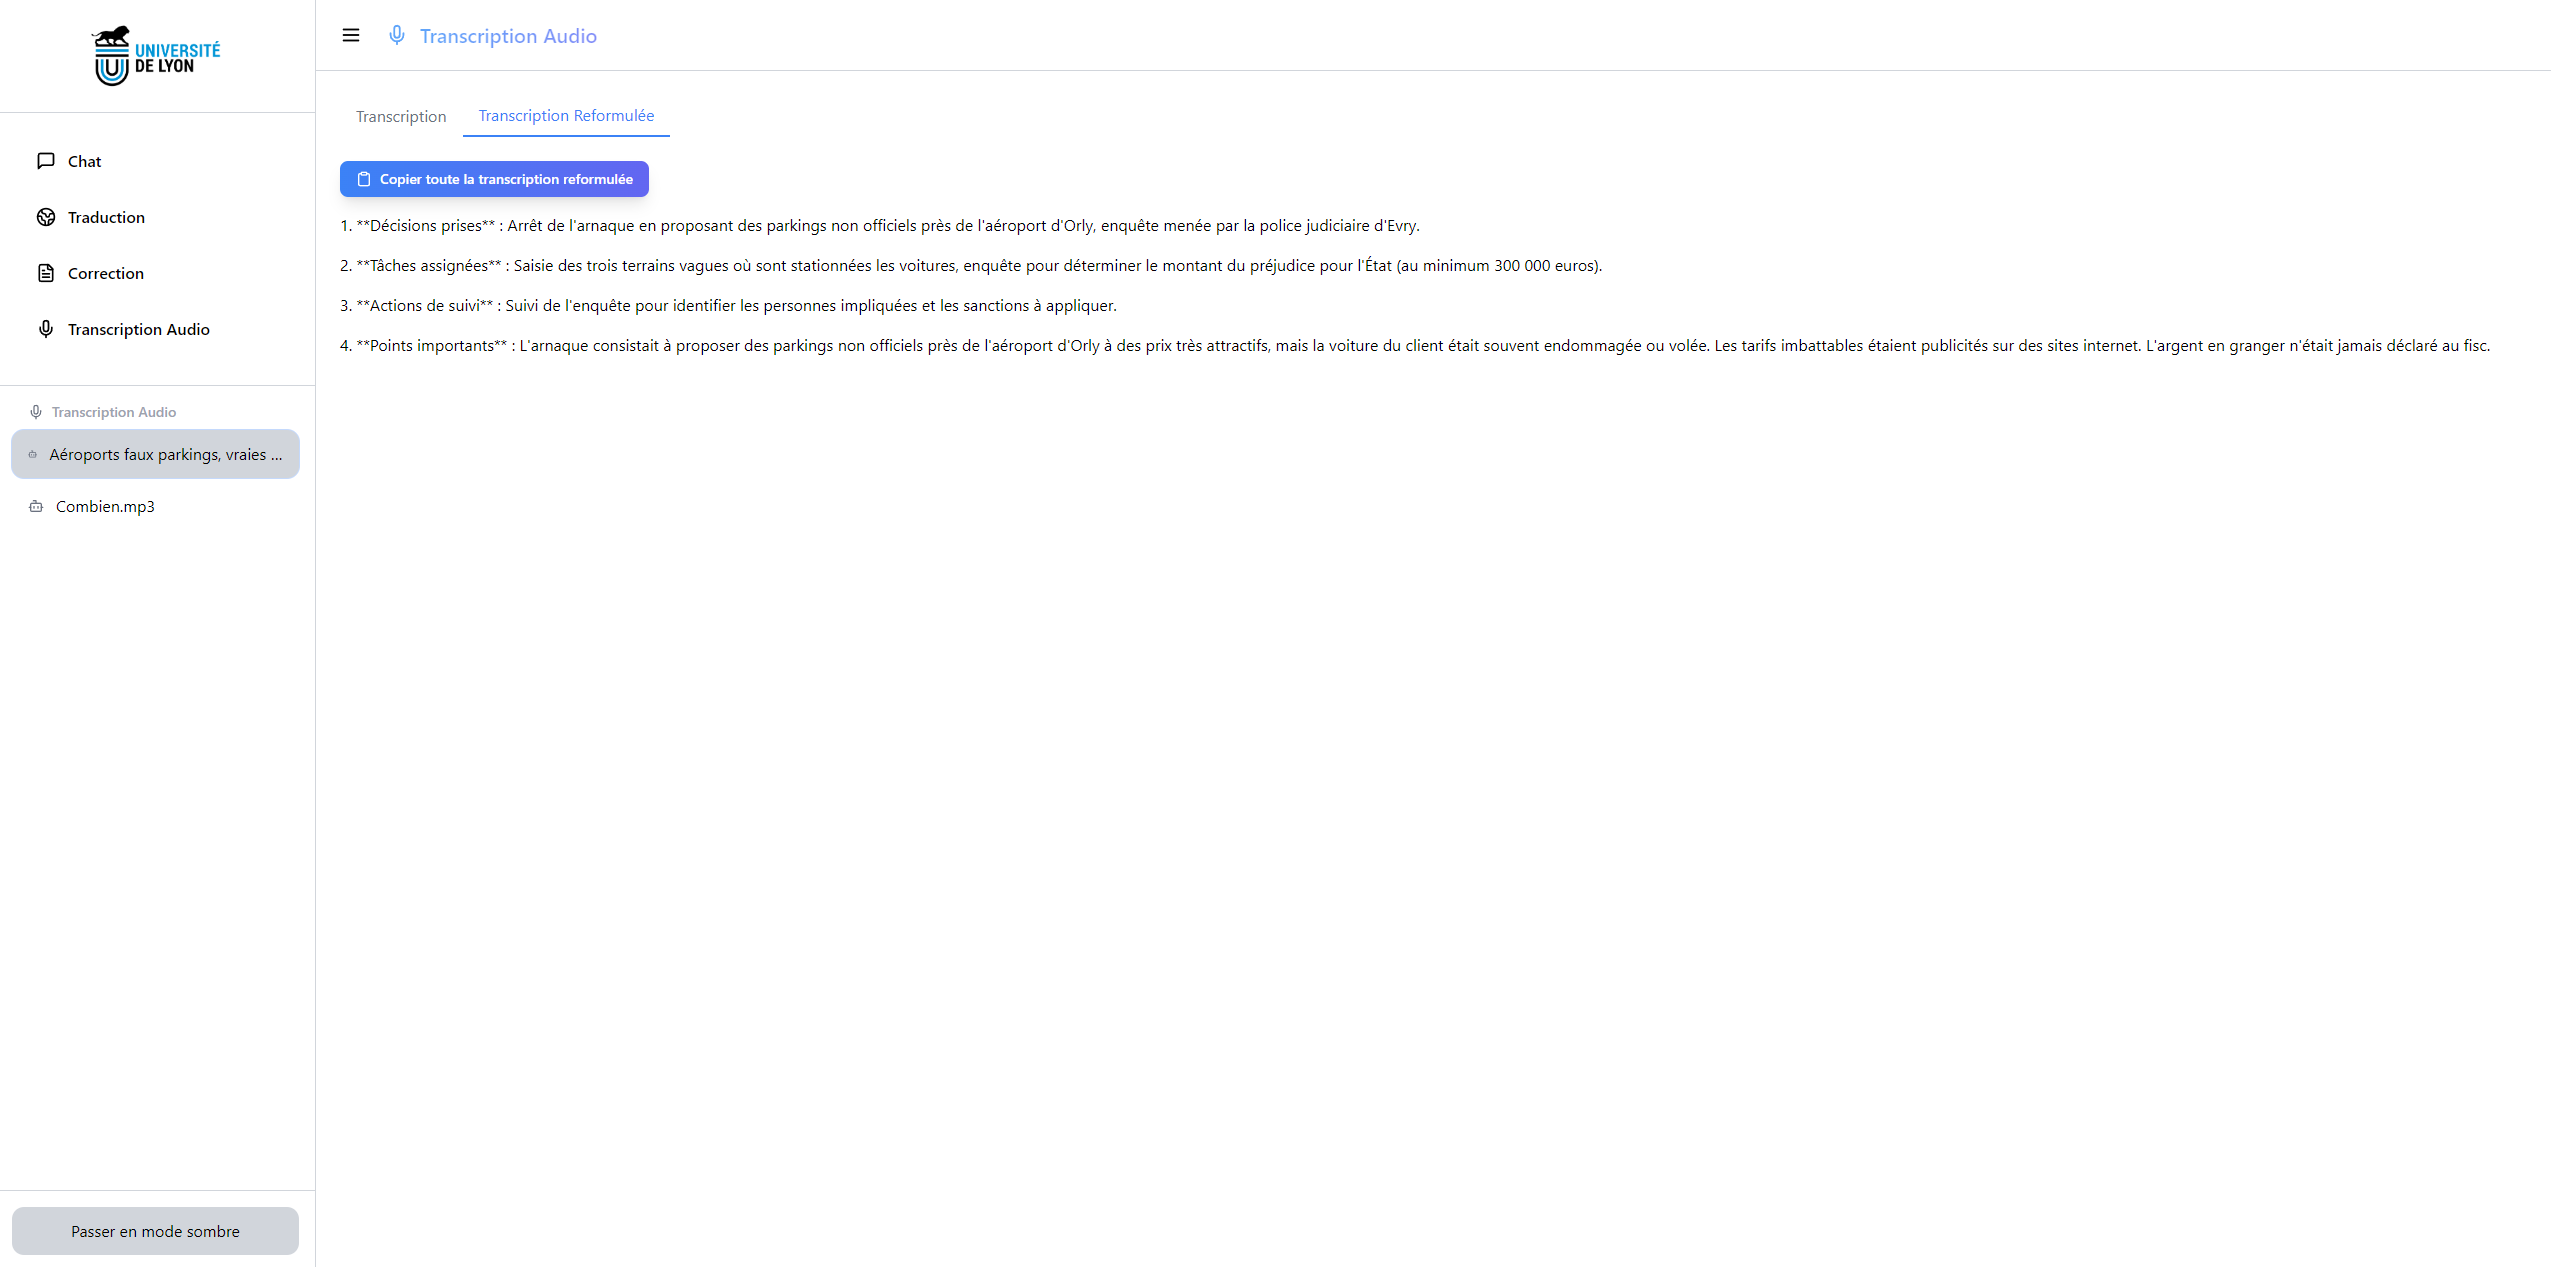 UNIVERSITÉ
DE LYON
Chat
Traduction
Correction
Transcription Audio
Transcription Audio
Aéroports faux parkings, vraies ...
Combien.mp3
Passer en mode sombre
Transcription Audio
Transcription
Transcription Reformulée
Copier toute la transcription reformulée
1. **Décisions prises** : Arrêt de l'arnaque en proposant des parkings non officiels près de l'aéroport d'Orly, enquête menée par la police judiciaire d'Evry.
2. **Tâches assignées** : Saisie des trois terrains vagues où sont stationnées les voitures, enquête pour déterminer le montant du préjudice pour l'État (au minimum 300 000 euros).
3. **Actions de suivi** : Suivi de l'enquête pour identifier les personnes impliquées et les sanctions à appliquer.
4. **Points importants** : L'arnaque consistait à proposer des parkings non officiels près de l'aéroport d'Orly à des prix très attractifs, mais la voiture du client était souvent endommagée ou volée. Les tarifs imbattables étaient publicités sur des sites internet. L'argent en granger n'était jamais déclaré au fisc.